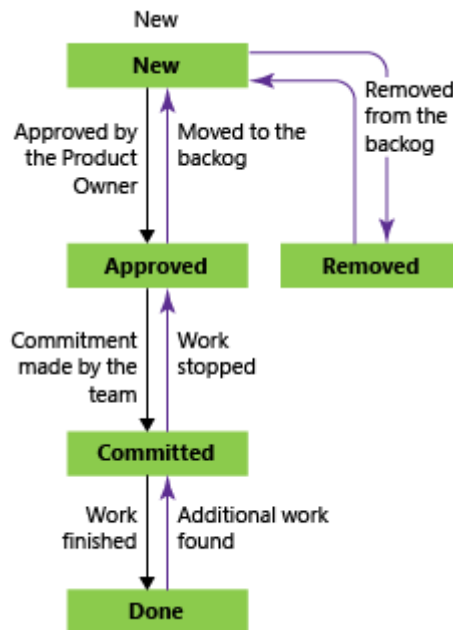 New
New
Approved by
the Product
Owner
Moved to the
backog
Removed
from the
backog
Approved
Removed
Commitment
made by the
team
Work
stopped
Committed
Work
finished
Additional work
found
Done